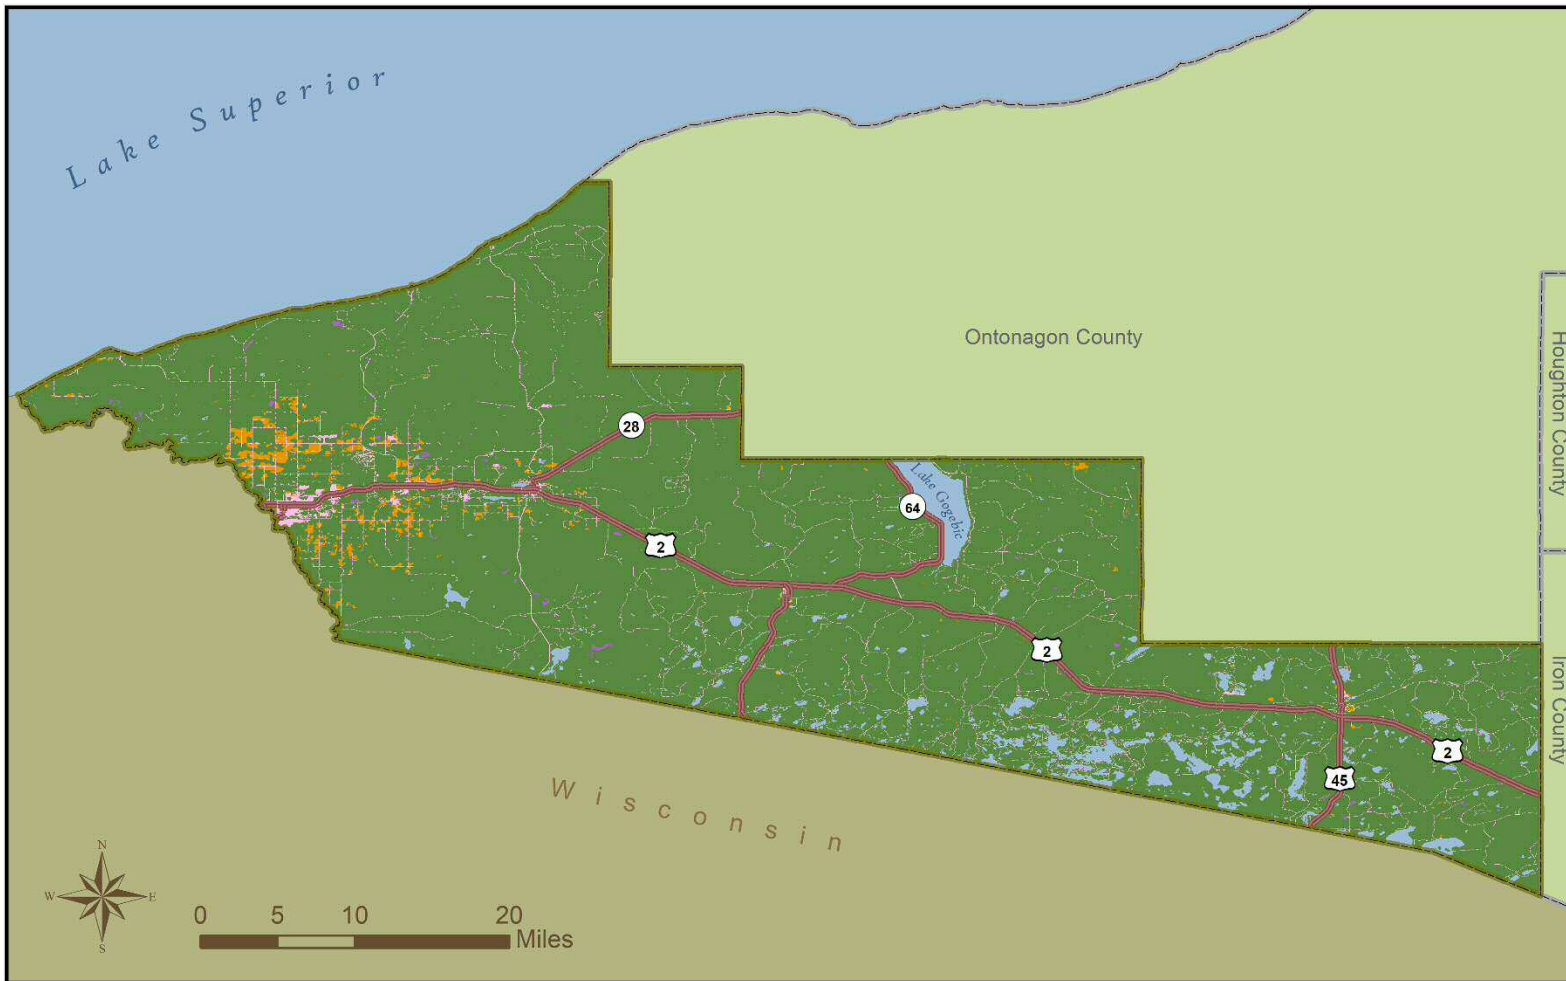 Lake Superior
Ontonagon County
Houghton County
28
Lake Gogebic
64
2
2
Iron County
2
45
Wisconsin
N
W E
S
0 5 10 20
Miles